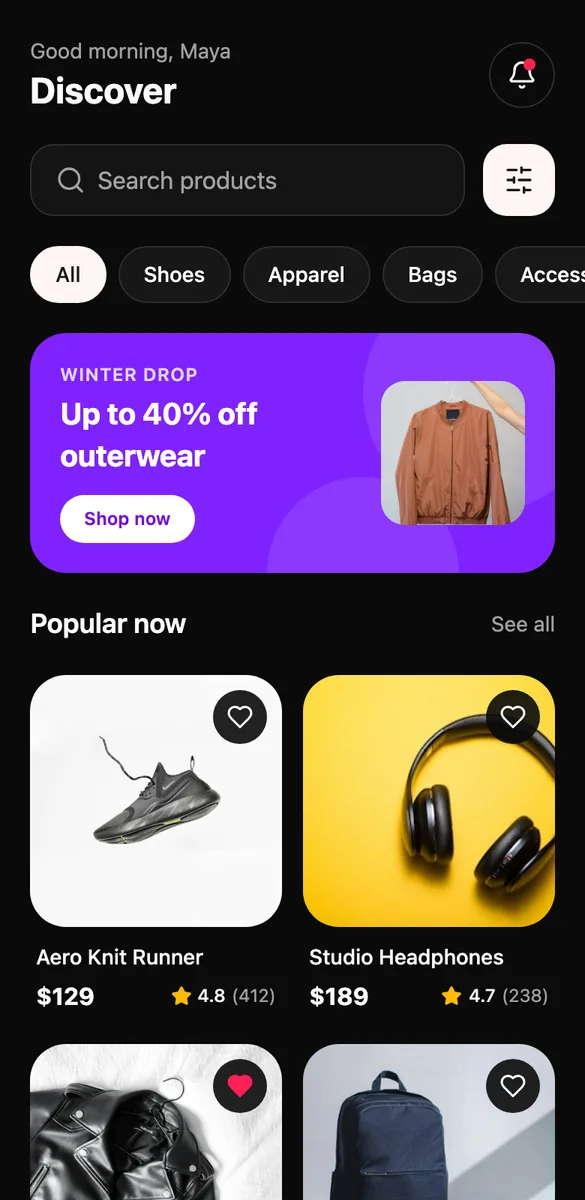 Good morning, Maya
Discover
Search products
All
Shoes
Apparel
Bags
Access
WINTER DROP
Up to 40% off
outerwear
Shop now
Popular now
See all
Aero Knit Runner
$129
4.8 (412)
Studio Headphones
$189
4.7 (238)